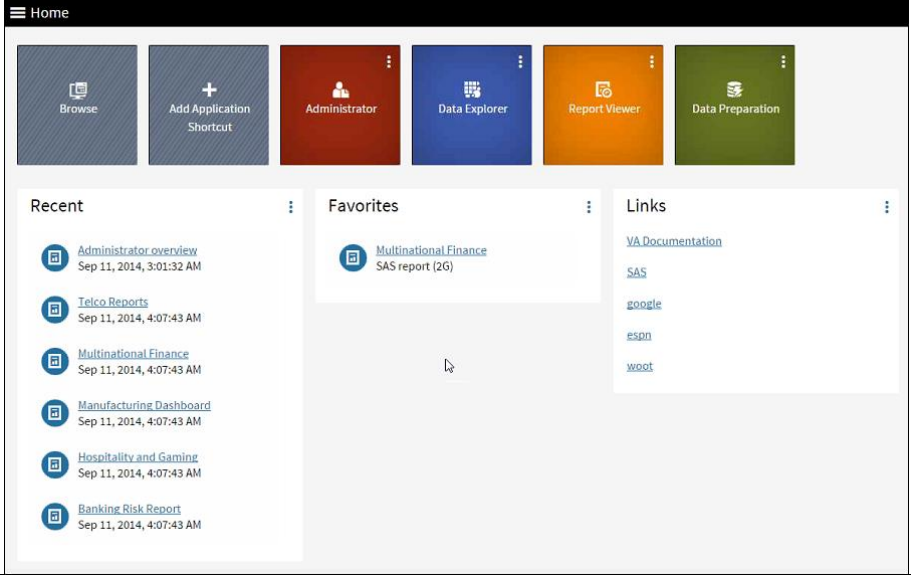 Home
Browse
Add Application
Shortcut
Administrator
Data Explorer
Report Viewer
Data Preparation
Recent
Administrator overview
Sep 11, 2014, 3:01:32 AM
Telco Reports
Sep 11, 2014, 4:07:43 AM
Multinational Finance
Sep 11, 2014, 4:07:43 AM
Manufacturing Dashboard
Sep 11, 2014, 4:07:43 AM
Hospitality and Gaming
Sep 11, 2014, 4:07:43 AM
Banking Risk Report
Sep 11, 2014, 4:07:43 AM
Favorites
Multinational Finance
SAS report (2G)
Links
VA Documentation
SAS
google
espn
woot